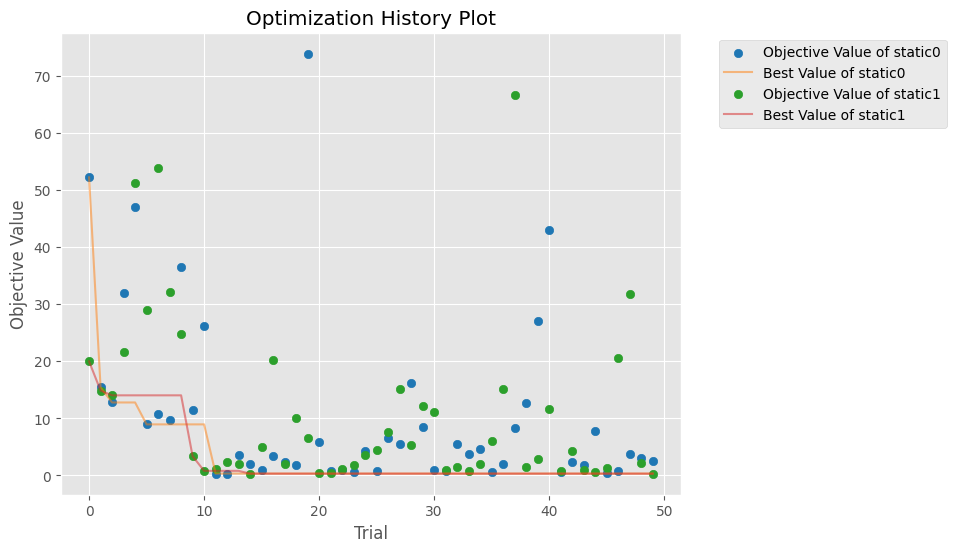 Optimization History Plot
Objective Value
70
60
50
40
30
20
10
0
0
10
20
30
40
50
Trial
Objective Value of static0
Best Value of static0
Objective Value of static1
Best Value of static1